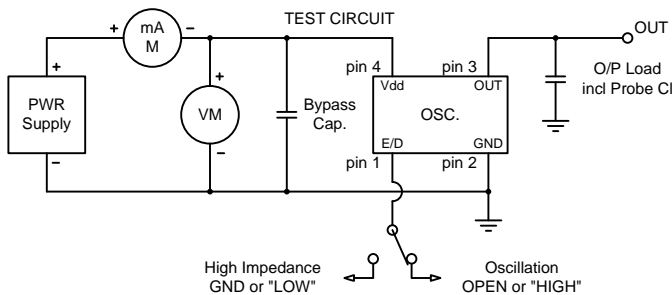 TEST CIRCUIT
mA
M
+
−
OUT
+
pin 4
pin 3
+
PWR
Supply
−
VM
−
Bypass
Cap.
Vdd
OUT
OSC.
E/D
GND
pin 1
pin 2
O/P Load
incl Probe Cl
High Impedance
GND or "LOW"
Oscillation
OPEN or "HIGH"